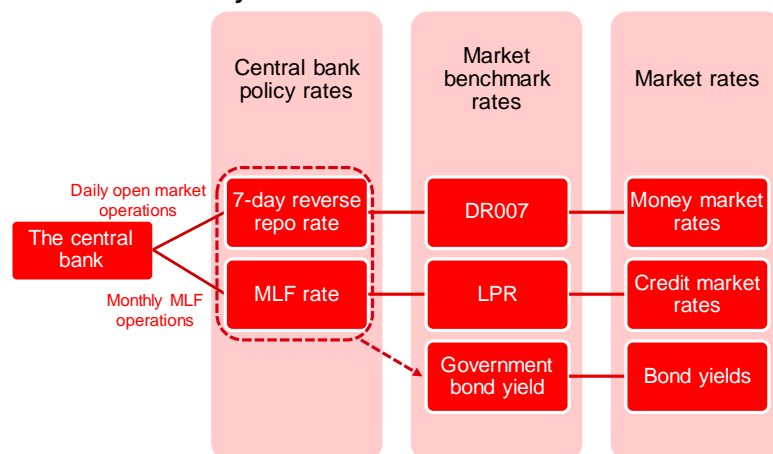 Central bank
policy rates
Market
benchmark
rates
Market rates
Daily open market
operations
7-day reverse
repo rate
DR007
Money market
rates
The central
bank
Monthly MLF
operations
MLF rate
LPR
Credit market
rates
Government
bond yield
Bond yields